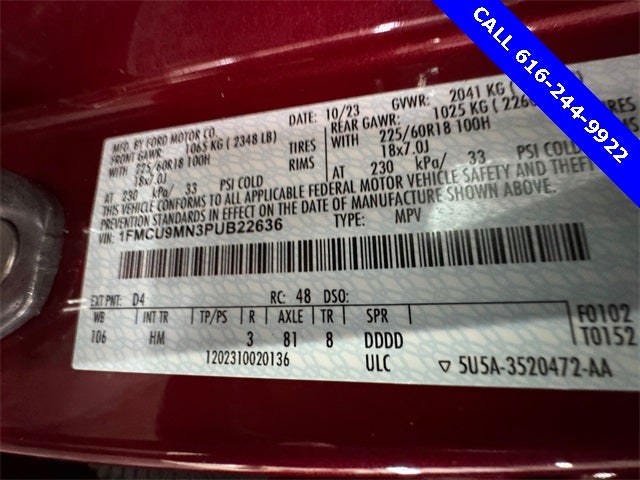 CALL 616-244-9922
MFD. BY FORD MOTOR CO.
DATE: 10/23 GVWR: 2041 KG (
FRONT GAWR: 1065 KG ( 2348 LB)
REAR GAWR: 1025 KG (
WITH 225/60R18 100H TIRES
WITH 225/60R18 100H TIRES
18x7.0J RIMS
18x7.0J RIMS
AT 230 kPa/ 33 PSI COLD
AT 230 kPa/ 33 PSI COLD
THIS VEHICLE CONFORMS TO ALL APPLICABLE FEDERAL MOTOR VEHICLE SAFETY AND THEFT
PREVENTION STANDARDS IN EFFECT ON THE DATE OF MANUFACTURE SHOWN ABOVE.
VIN: 1FMCU9MN3PUB22636 TYPE: MPV
EXT PNT: D4 RC: 48 DSO:
WB INT TR TP/PS R AXLE TR SPR
106 HM 3 81 8 DDDD
1202310020136 ULC
F0102
T0152
5U5A-3520472-AA